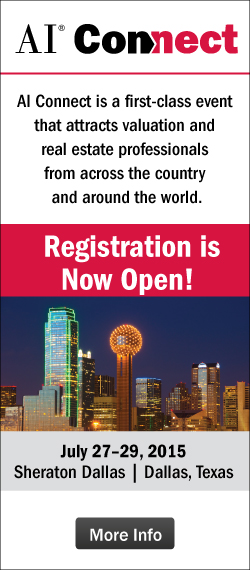 AI® Connect
AI Connect is a first-class event
that attracts valuation and
real estate professionals
from across the country
and around the world.
Registration is
Now Open!
July 27–29, 2015
Sheraton Dallas | Dallas, Texas
More Info